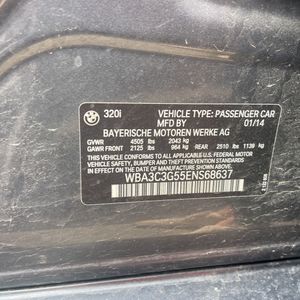 320i VEHICLE TYPE: PASSENGER CAR
MFD BY 01/14
BAYERISCHE MOTOREN WERKE AG
GVWR 4505 lbs 2043 kg
GAWR FRONT 2125 lbs 964 kg REAR 2510 lbs 1139 kg
THIS VEHICLE CONFORMS TO ALL APPLICABLE FEDERAL MOTOR
VEHICLE SAFETY, BUMPER, AND THEFT PREVENTION STANDARDS
IN EFFECT ON THE DATE OF MANUFACTURE SHOWN ABOVE.
WBA3C3G55ENS68637